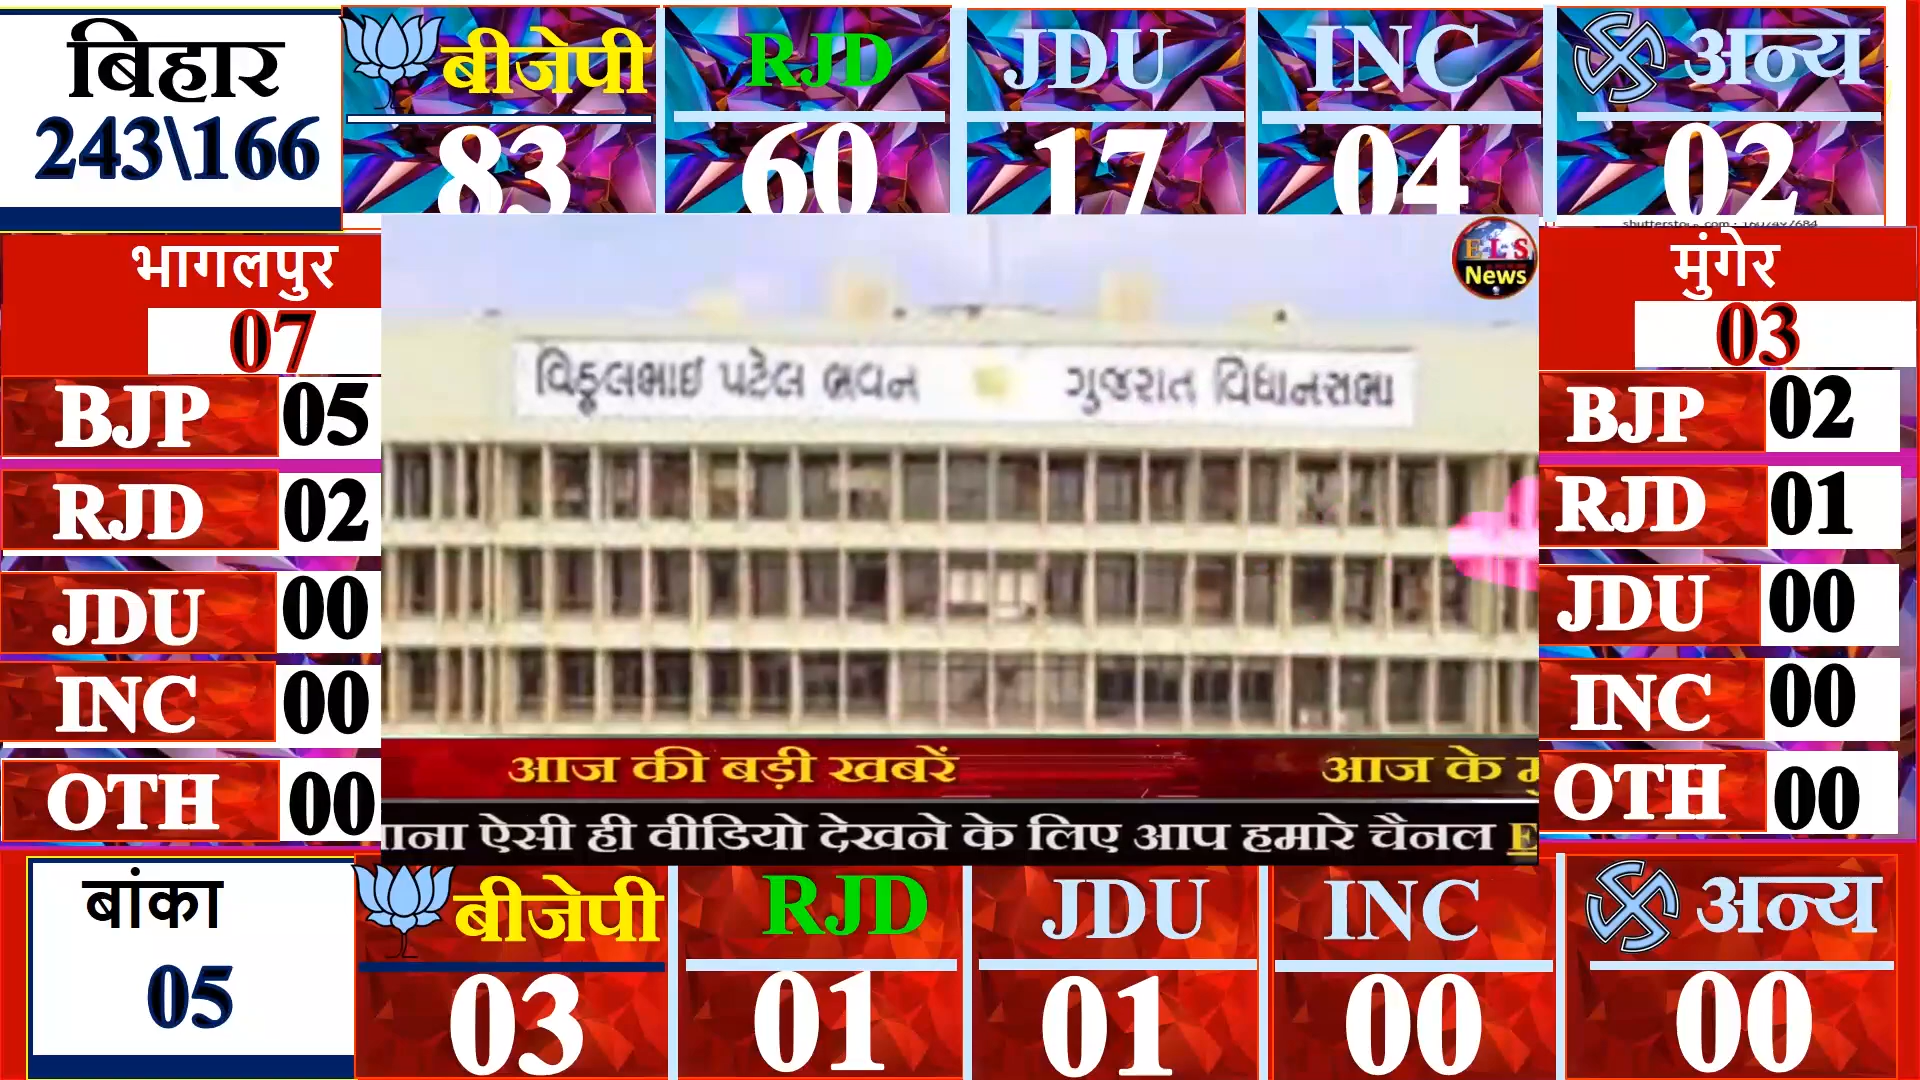 बिहार
243\166
बीजेपी
83
RJD
60
JDU
17
INC
04
अन्य
02
भागलपुर
07
BJP 05
RJD 02
JDU 00
INC 00
OTH 00
E.L.S
News
વિઠ્ઠલભાઈ પટેલ ભવન ગુજરાત વિધાનસભા
shutterstock.com
मुंगेर
03
BJP 02
RJD 01
JDU 00
INC 00
OTH 00
आज की बड़ी खबरें आज के
ाना ऐसी ही वीडियो देखने के लिए आप हमारे चैनल E
बांका
05
बीजेपी
03
RJD
01
JDU
01
INC
00
अन्य
00